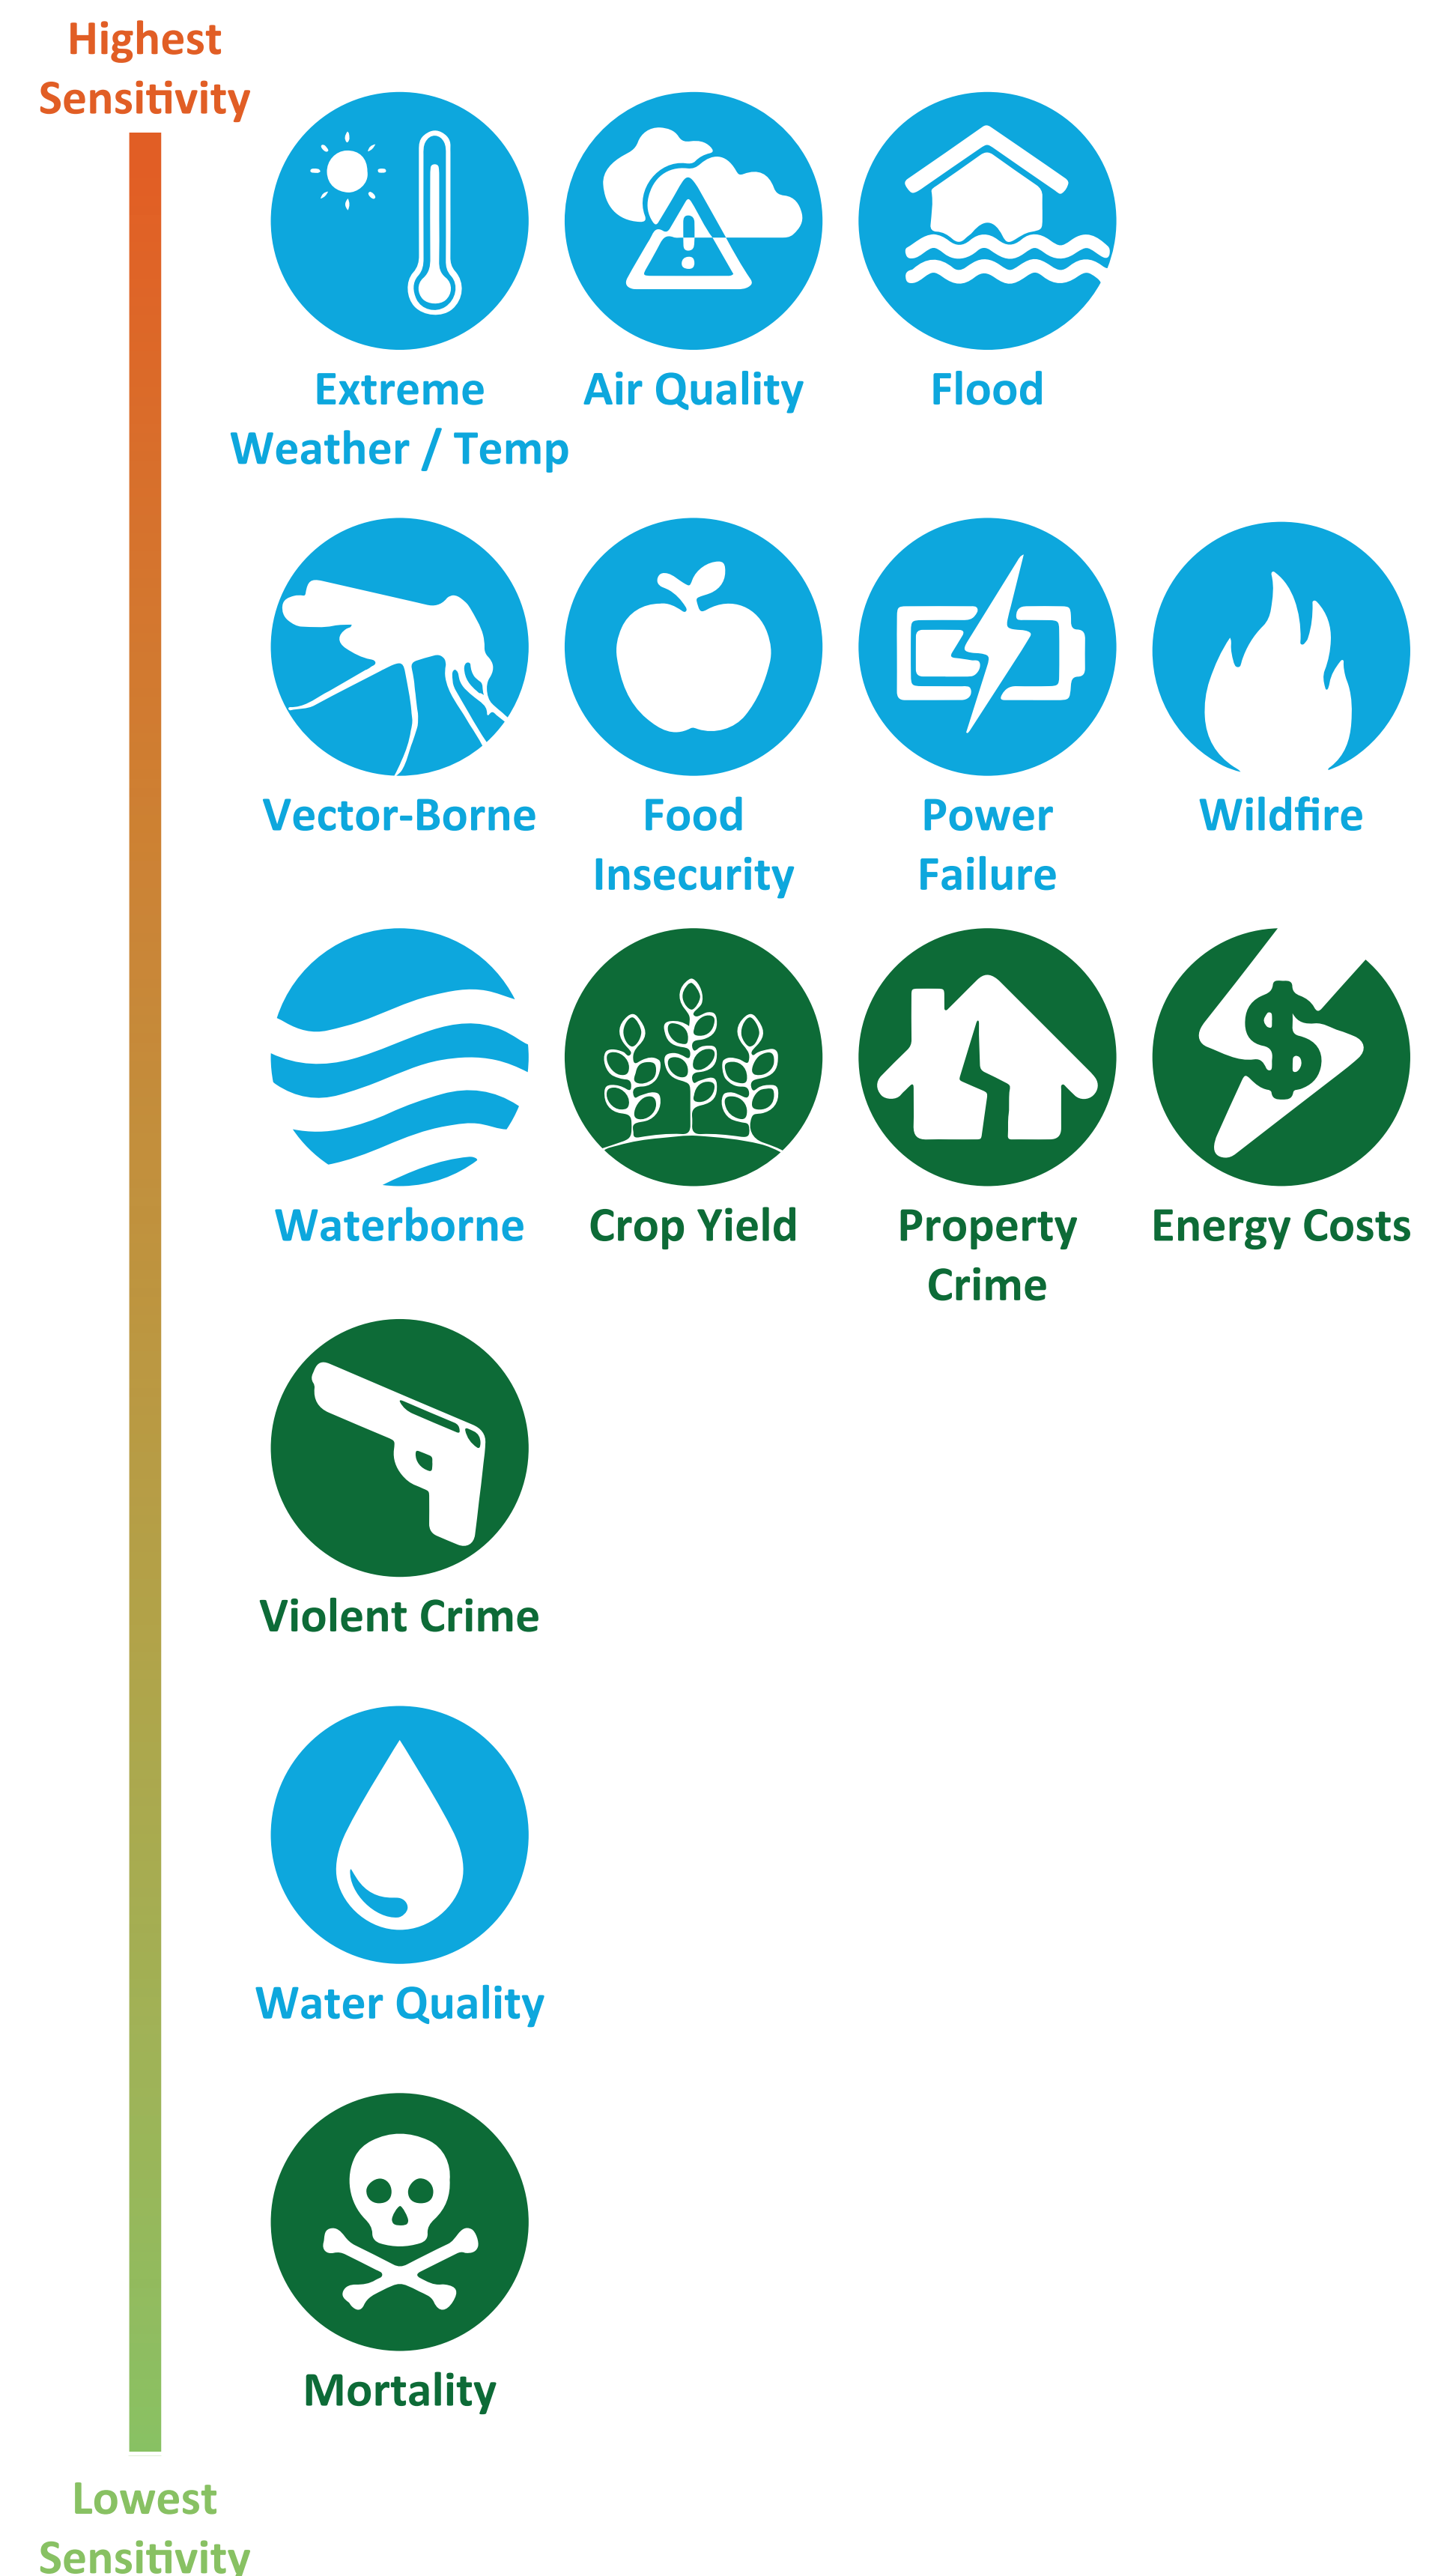 Highest
Sensitivity
Extreme
Weather / Temp
Air Quality
Flood
Vector-Borne
Food
Insecurity
Power
Failure
Wildfire
Waterborne
Crop Yield
Property
Crime
Energy Costs
Violent Crime
Water Quality
Mortality
Lowest
Sensitivity